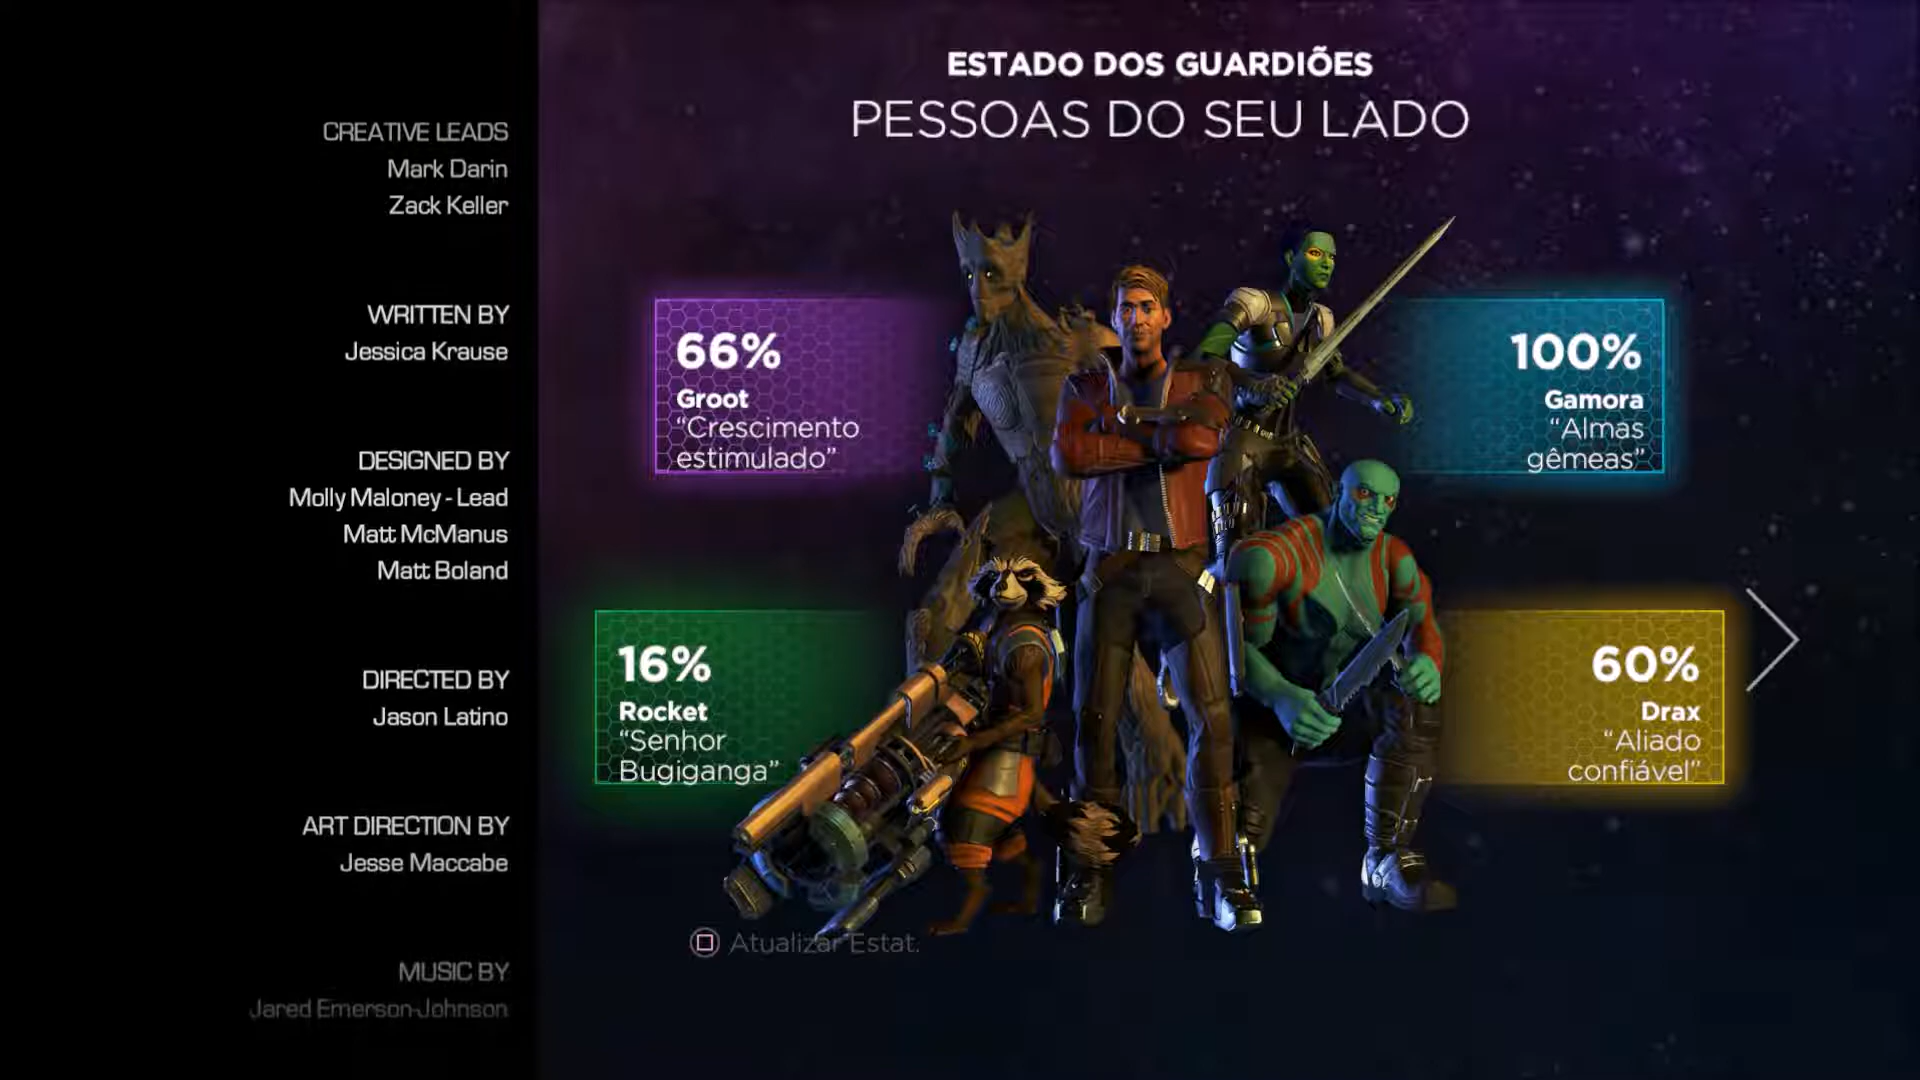 CREATIVE LEADS
Mark Darin
Zack Keller
WRITTEN BY
Jessica Krause
DESIGNED BY
Molly Maloney - Lead
Matt McManus
Matt Boland
DIRECTED BY
Jason Latino
ART DIRECTION BY
Jesse Maccabe
MUSIC BY
Jared Emerson-Johnson
ESTADO DOS GUARDIÕES
PESSOAS DO SEU LADO
66%
Groot
“Crescimento
estimulado”
100%
Gamora
“Almas
gêmeas”
16%
Rocket
“Senhor
Bugiganga”
60%
Drax
“Aliado
confiável”
Atualizar Estat.